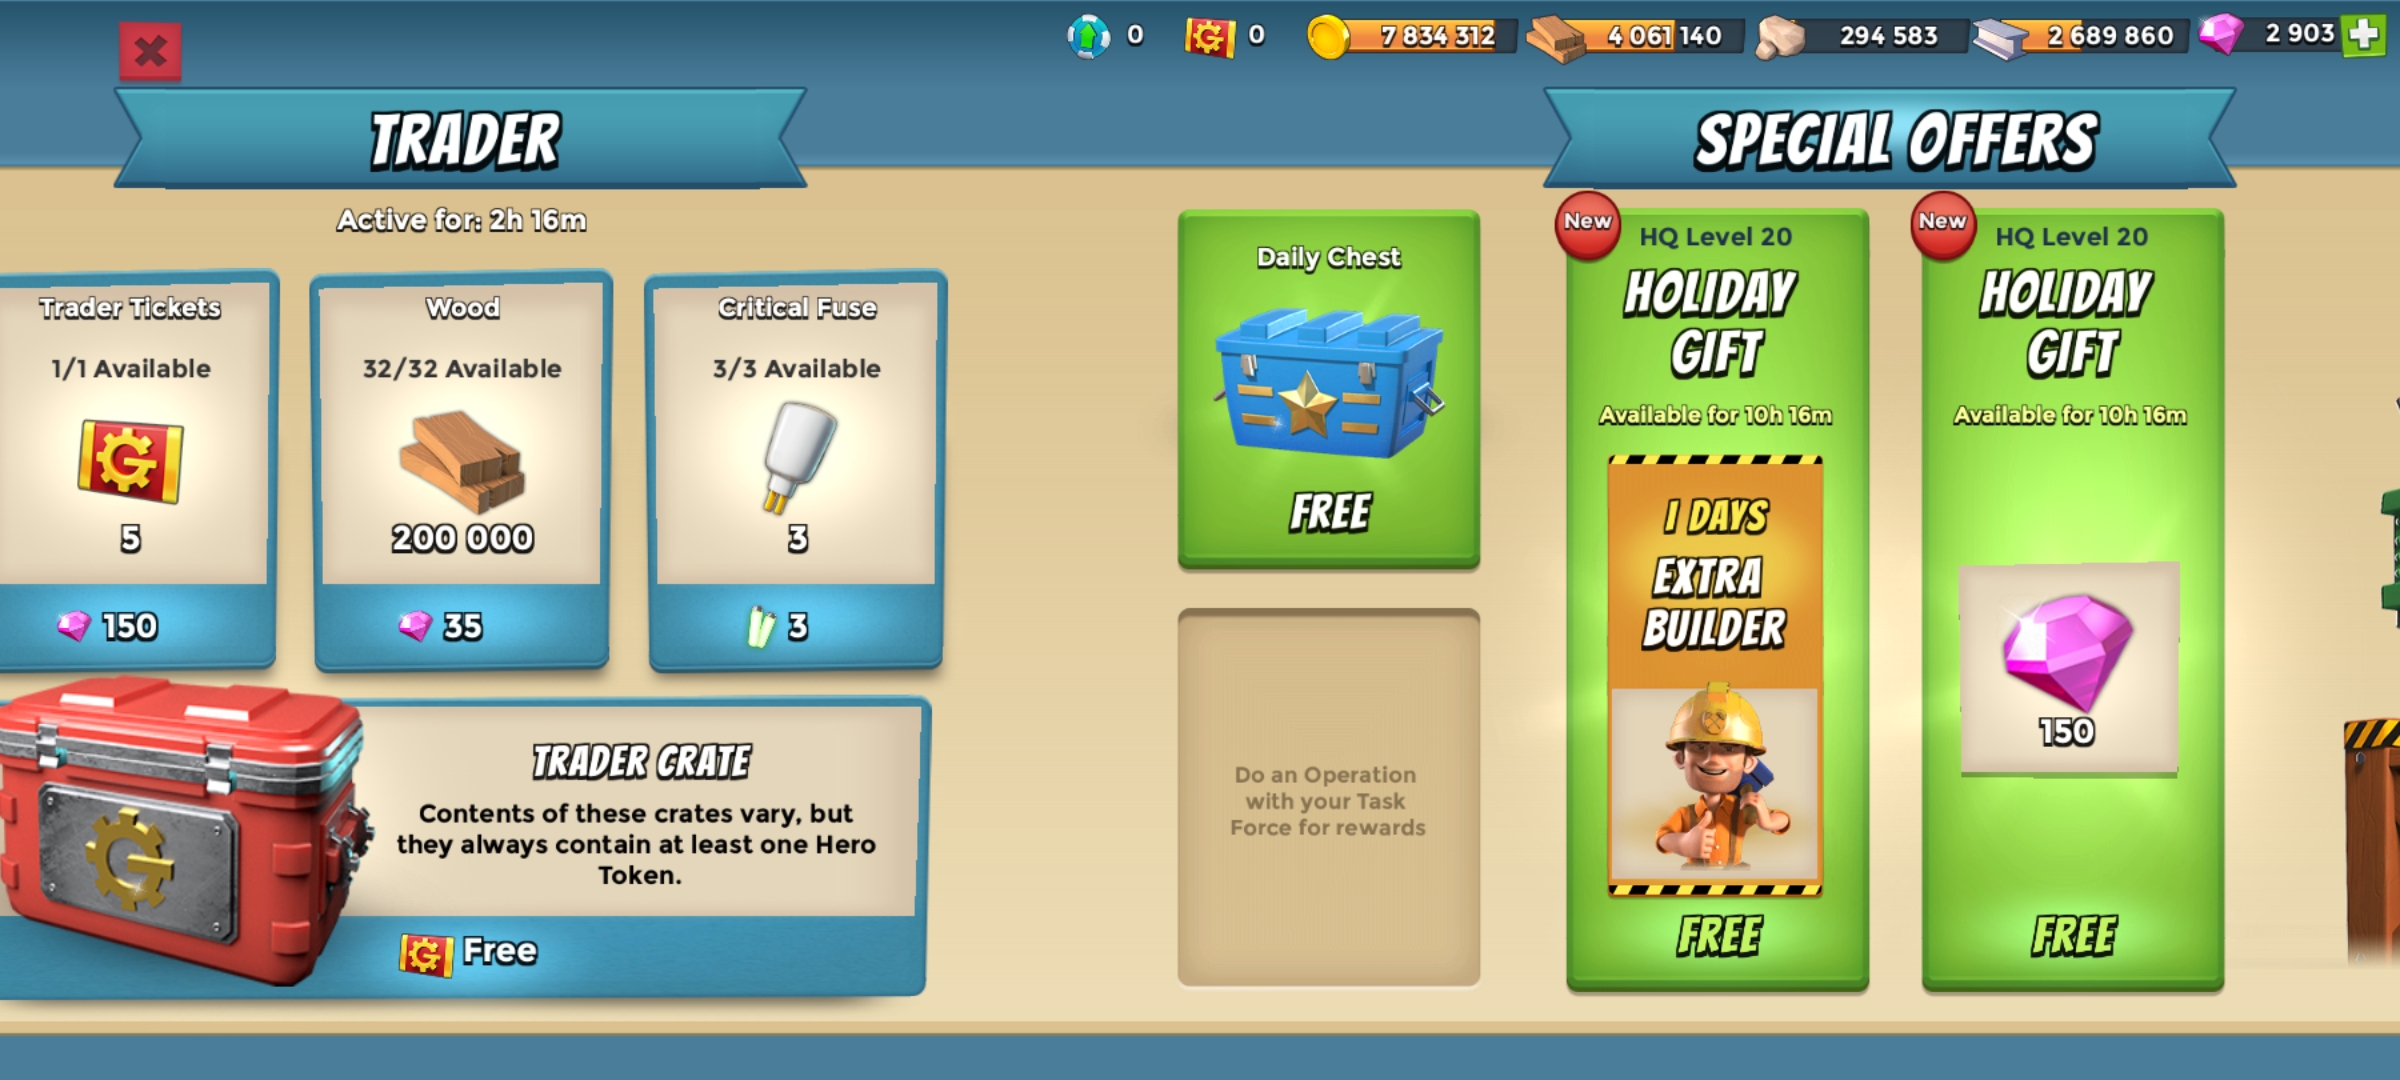 0
0
7 834 312
4 061 140
294 583
2 689 860
2 903
TRADER
Active for: 2h 16m
Trader Tickets
1/1 Available
5
150
Wood
32/32 Available
200 000
35
Critical Fuse
3/3 Available
3
3
TRADER CRATE
Contents of these crates vary, but
they always contain at least one Hero
Token.
Free
Daily Chest
FREE
Do an Operation
with your Task
Force for rewards
SPECIAL OFFERS
New
HQ Level 20
HOLIDAY
GIFT
Available for 10h 16m
1 DAYS
EXTRA
BUILDER
FREE
New
HQ Level 20
HOLIDAY
GIFT
Available for 10h 16m
150
FREE